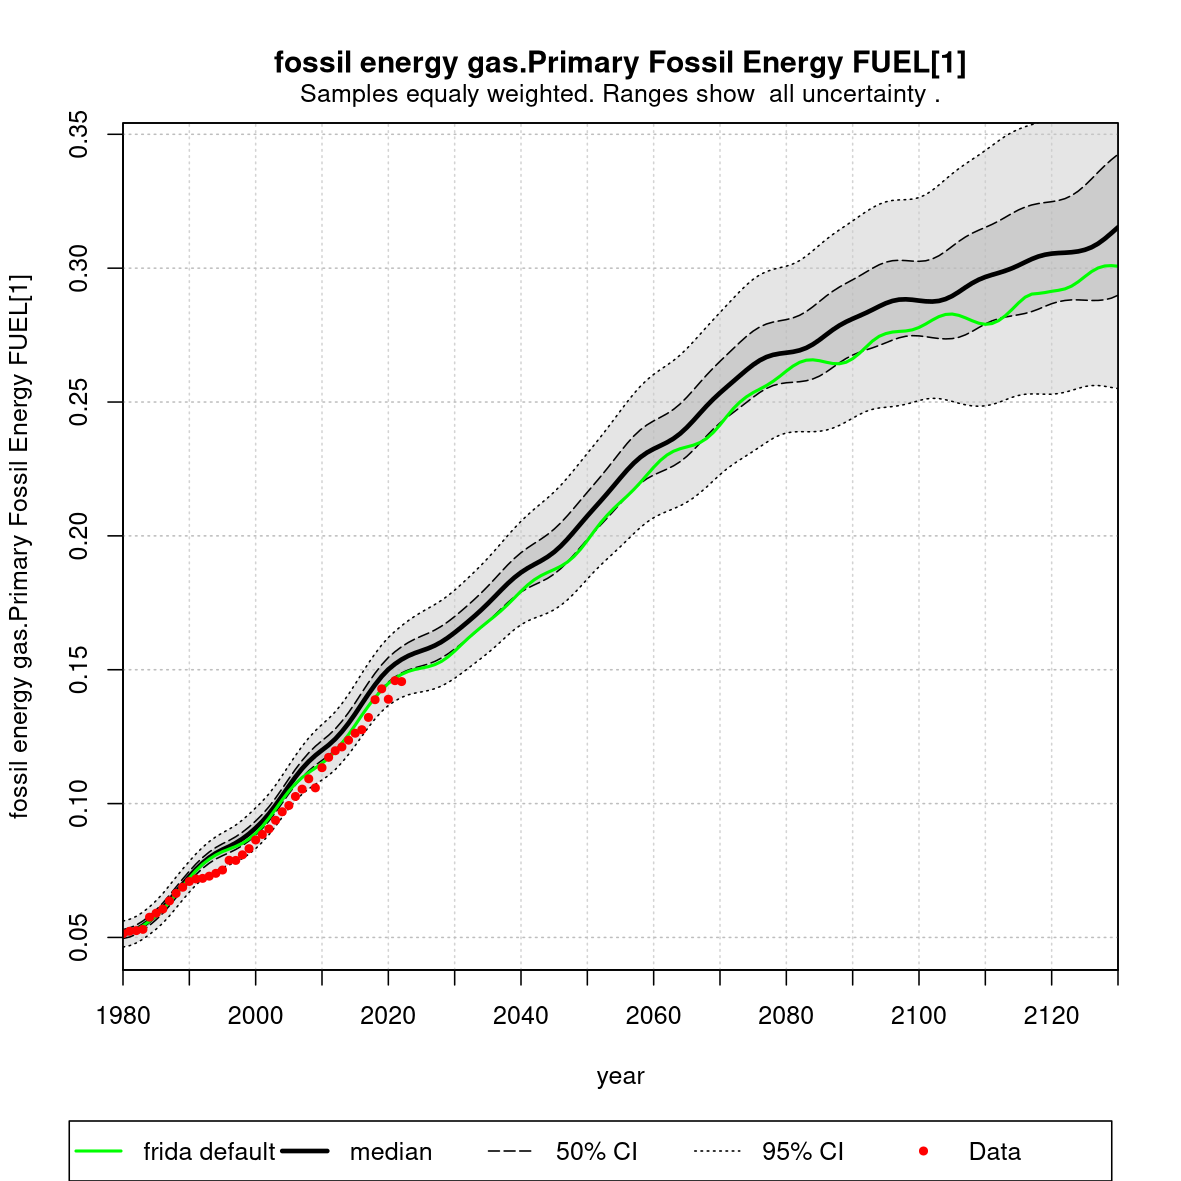 fossil energy gas.Primary Fossil Energy FUEL[1]
Samples equaly weighted. Ranges show  all uncertainty .
fossil energy gas.Primary Fossil Energy FUEL[1]
0.35
0.30
0.25
0.20
0.15
0.10
0.05
1980 2000 2020 2040 2060 2080 2100 2120
year
frida default median 50% CI 95% CI Data